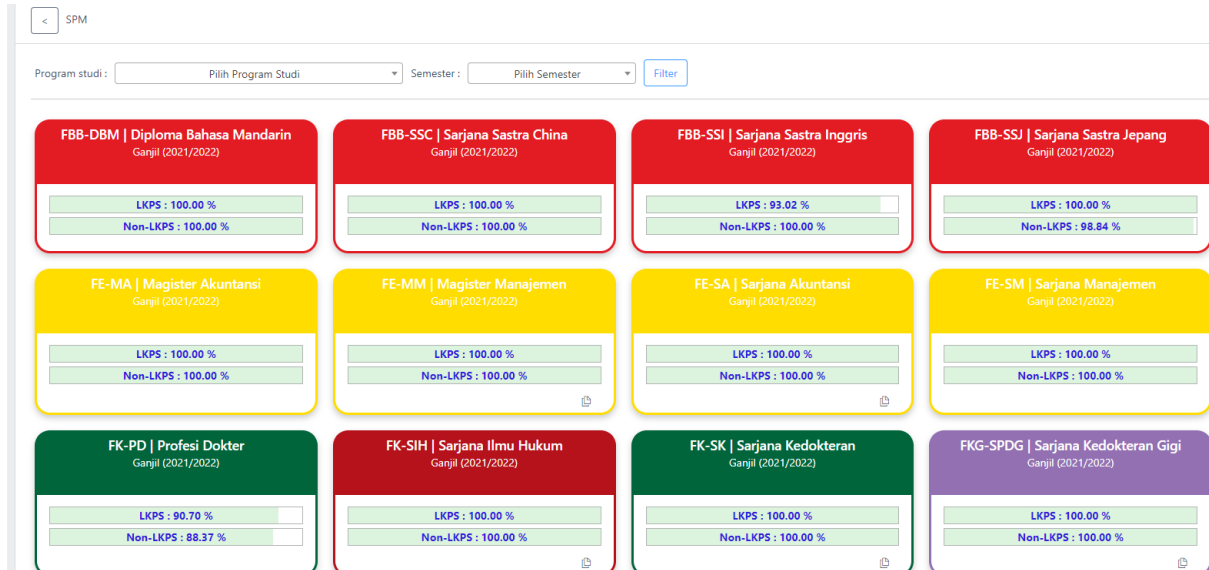 < SPM
Program studi : Pilih Program Studi Semester : Pilih Semester Filter
FBB-DBM | Diploma Bahasa Mandarin
Ganjil (2021/2022)
LKPS : 100.00 %
Non-LKPS : 100.00 %
FBB-SSC | Sarjana Sastra China
Ganjil (2021/2022)
LKPS : 100.00 %
Non-LKPS : 100.00 %
FBB-SSI | Sarjana Sastra Inggris
Ganjil (2021/2022)
LKPS : 93.02 %
Non-LKPS : 100.00 %
FBB-SSJ | Sarjana Sastra Jepang
Ganjil (2021/2022)
LKPS : 100.00 %
Non-LKPS : 98.84 %
FE-MA | Magister Akuntansi
Ganjil (2021/2022)
LKPS : 100.00 %
Non-LKPS : 100.00 %
FE-MM | Magister Manajemen
Ganjil (2021/2022)
LKPS : 100.00 %
Non-LKPS : 100.00 %
FE-SA | Sarjana Akuntansi
Ganjil (2021/2022)
LKPS : 100.00 %
Non-LKPS : 100.00 %
FE-SM | Sarjana Manajemen
Ganjil (2021/2022)
LKPS : 100.00 %
Non-LKPS : 100.00 %
FK-PD | Profesi Dokter
Ganjil (2021/2022)
LKPS : 90.70 %
Non-LKPS : 88.37 %
FK-SIH | Sarjana Ilmu Hukum
Ganjil (2021/2022)
LKPS : 100.00 %
Non-LKPS : 100.00 %
FK-SK | Sarjana Kedokteran
Ganjil (2021/2022)
LKPS : 100.00 %
Non-LKPS : 100.00 %
FKG-SPDG | Sarjana Kedokteran Gigi
Ganjil (2021/2022)
LKPS : 100.00 %
Non-LKPS : 100.00 %